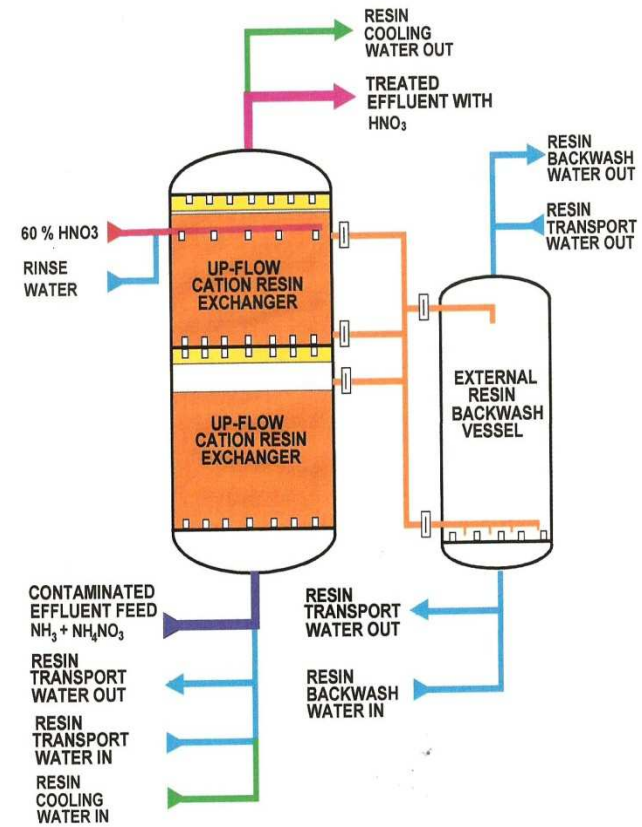 RESIN
COOLING
WATER OUT
TREATED
EFFLUENT WITH
HNO₃
RESIN
BACKWASH
WATER OUT
RESIN
TRANSPORT
WATER OUT
60 % HNO3
RINSE
WATER
UP-FLOW
CATION RESIN
EXCHANGER
UP-FLOW
CATION RESIN
EXCHANGER
EXTERNAL
RESIN
BACKWASH
VESSEL
CONTAMINATED
EFFLUENT FEED
NH₃ + NH₄NO₃
RESIN
TRANSPORT
WATER OUT
RESIN
TRANSPORT
WATER IN
RESIN
COOLING
WATER IN
RESIN
TRANSPORT
WATER OUT
RESIN
BACKWASH
WATER IN